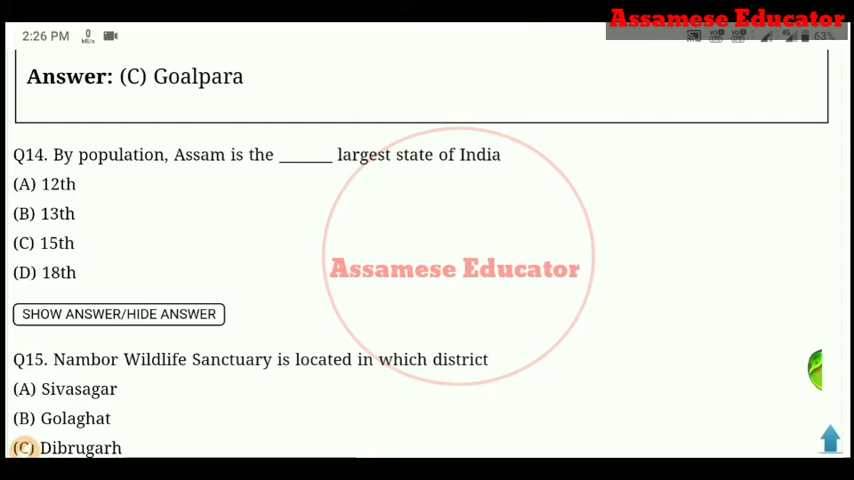 Assamese Educator
2:26 PM
63%
Answer: (C) Goalpara
Q14. By population, Assam is the ______ largest state of India
(A) 12th
(B) 13th
(C) 15th
(D) 18th
Assamese Educator
SHOW ANSWER/HIDE ANSWER
Q15. Nambor Wildlife Sanctuary is located in which district
(A) Sivasagar
(B) Golaghat
(C) Dibrugarh